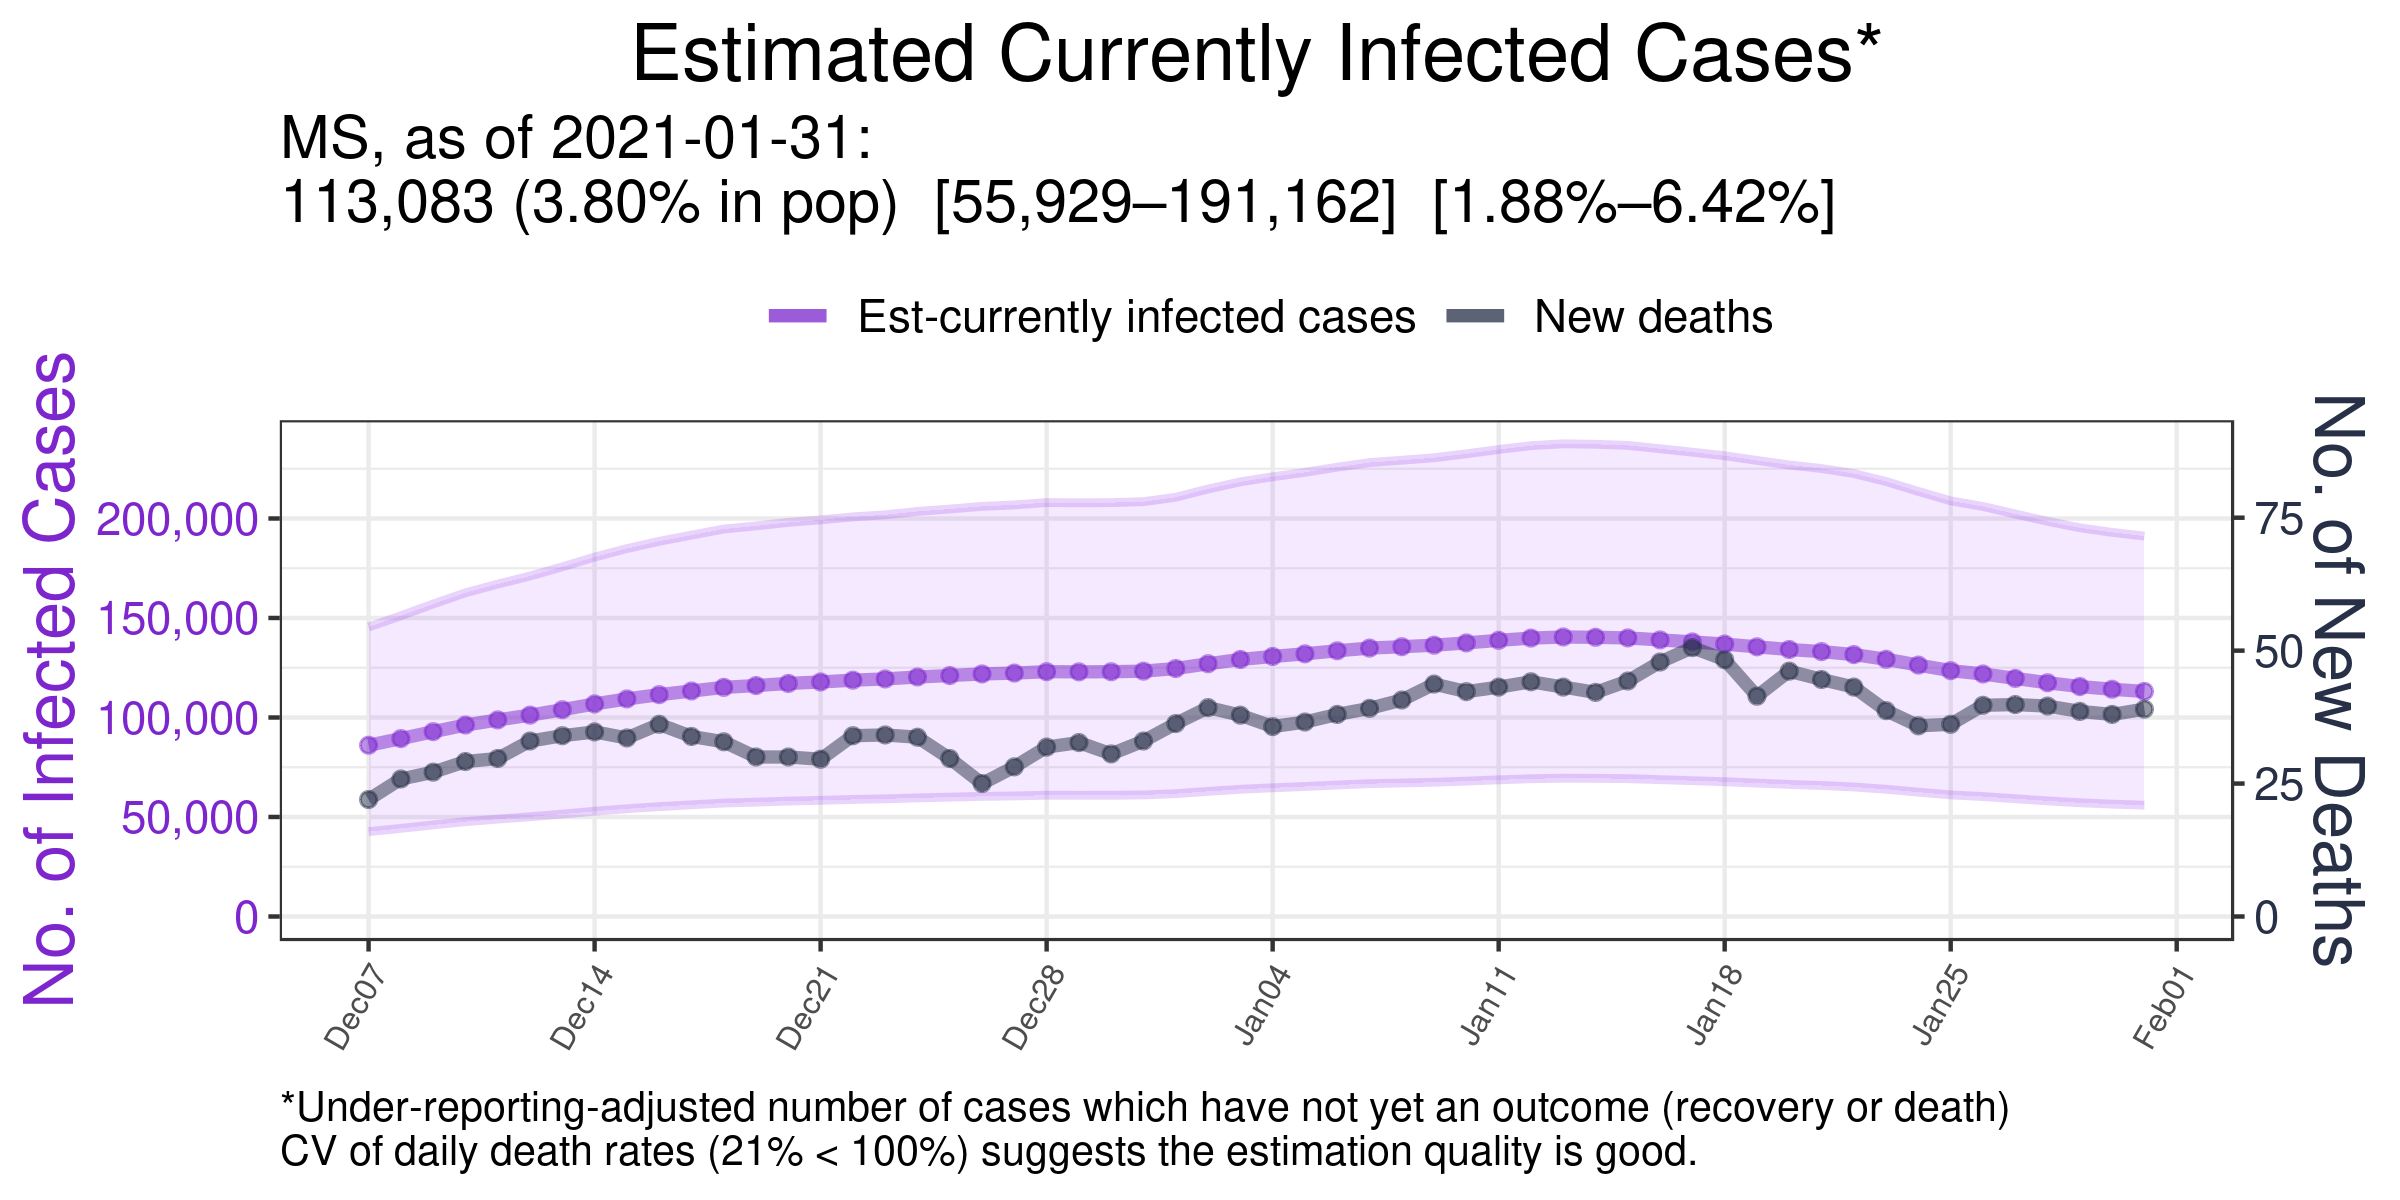 Estimated Currently Infected Cases*
MS, as of 2021-01-31:
113,083 (3.80% in pop)  [55,929–191,162]  [1.88%–6.42%]
Est-currently infected cases
New deaths
No. of Infected Cases
200,000
150,000
100,000
50,000
0
No. of New Deaths
75
50
25
0
Dec07
Dec14
Dec21
Dec28
Jan04
Jan11
Jan18
Jan25
Feb01
*Under-reporting-adjusted number of cases which have not yet an outcome (recovery or death)
CV of daily death rates (21% < 100%) suggests the estimation quality is good.